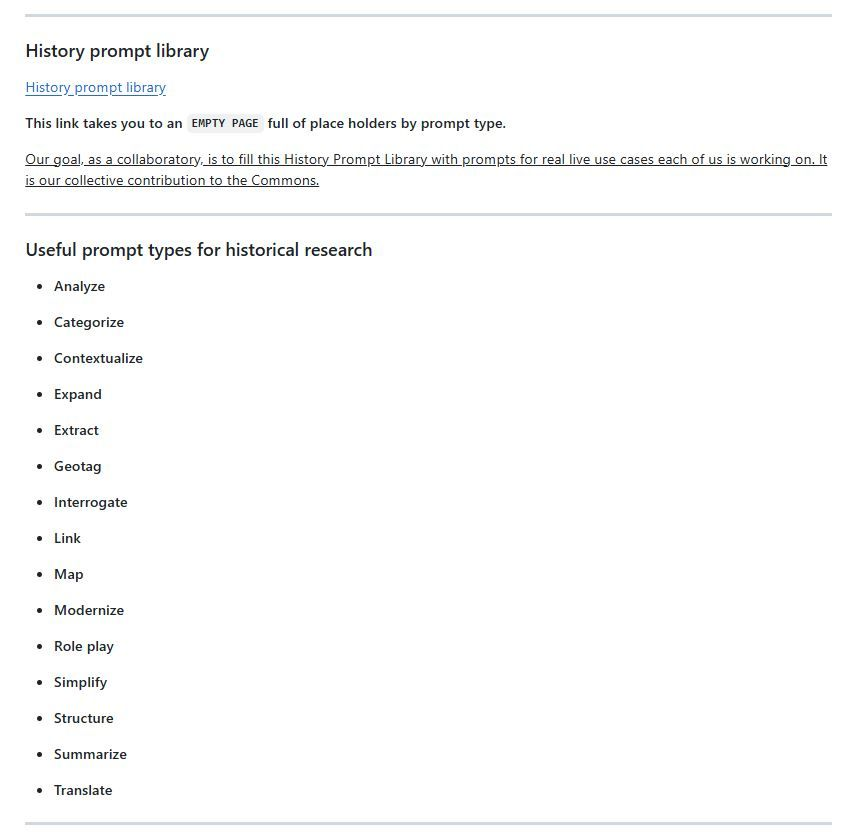 History prompt library
History prompt library
This link takes you to an EMPTY PAGE full of place holders by prompt type.
Our goal, as a collaboratory, is to fill this History Prompt Library with prompts for real live use cases each of us is working on. It
is our collective contribution to the Commons.
Useful prompt types for historical research
• Analyze
• Categorize
• Contextualize
• Expand
• Extract
• Geotag
• Interrogate
• Link
• Map
• Modernize
• Role play
• Simplify
• Structure
• Summarize
• Translate